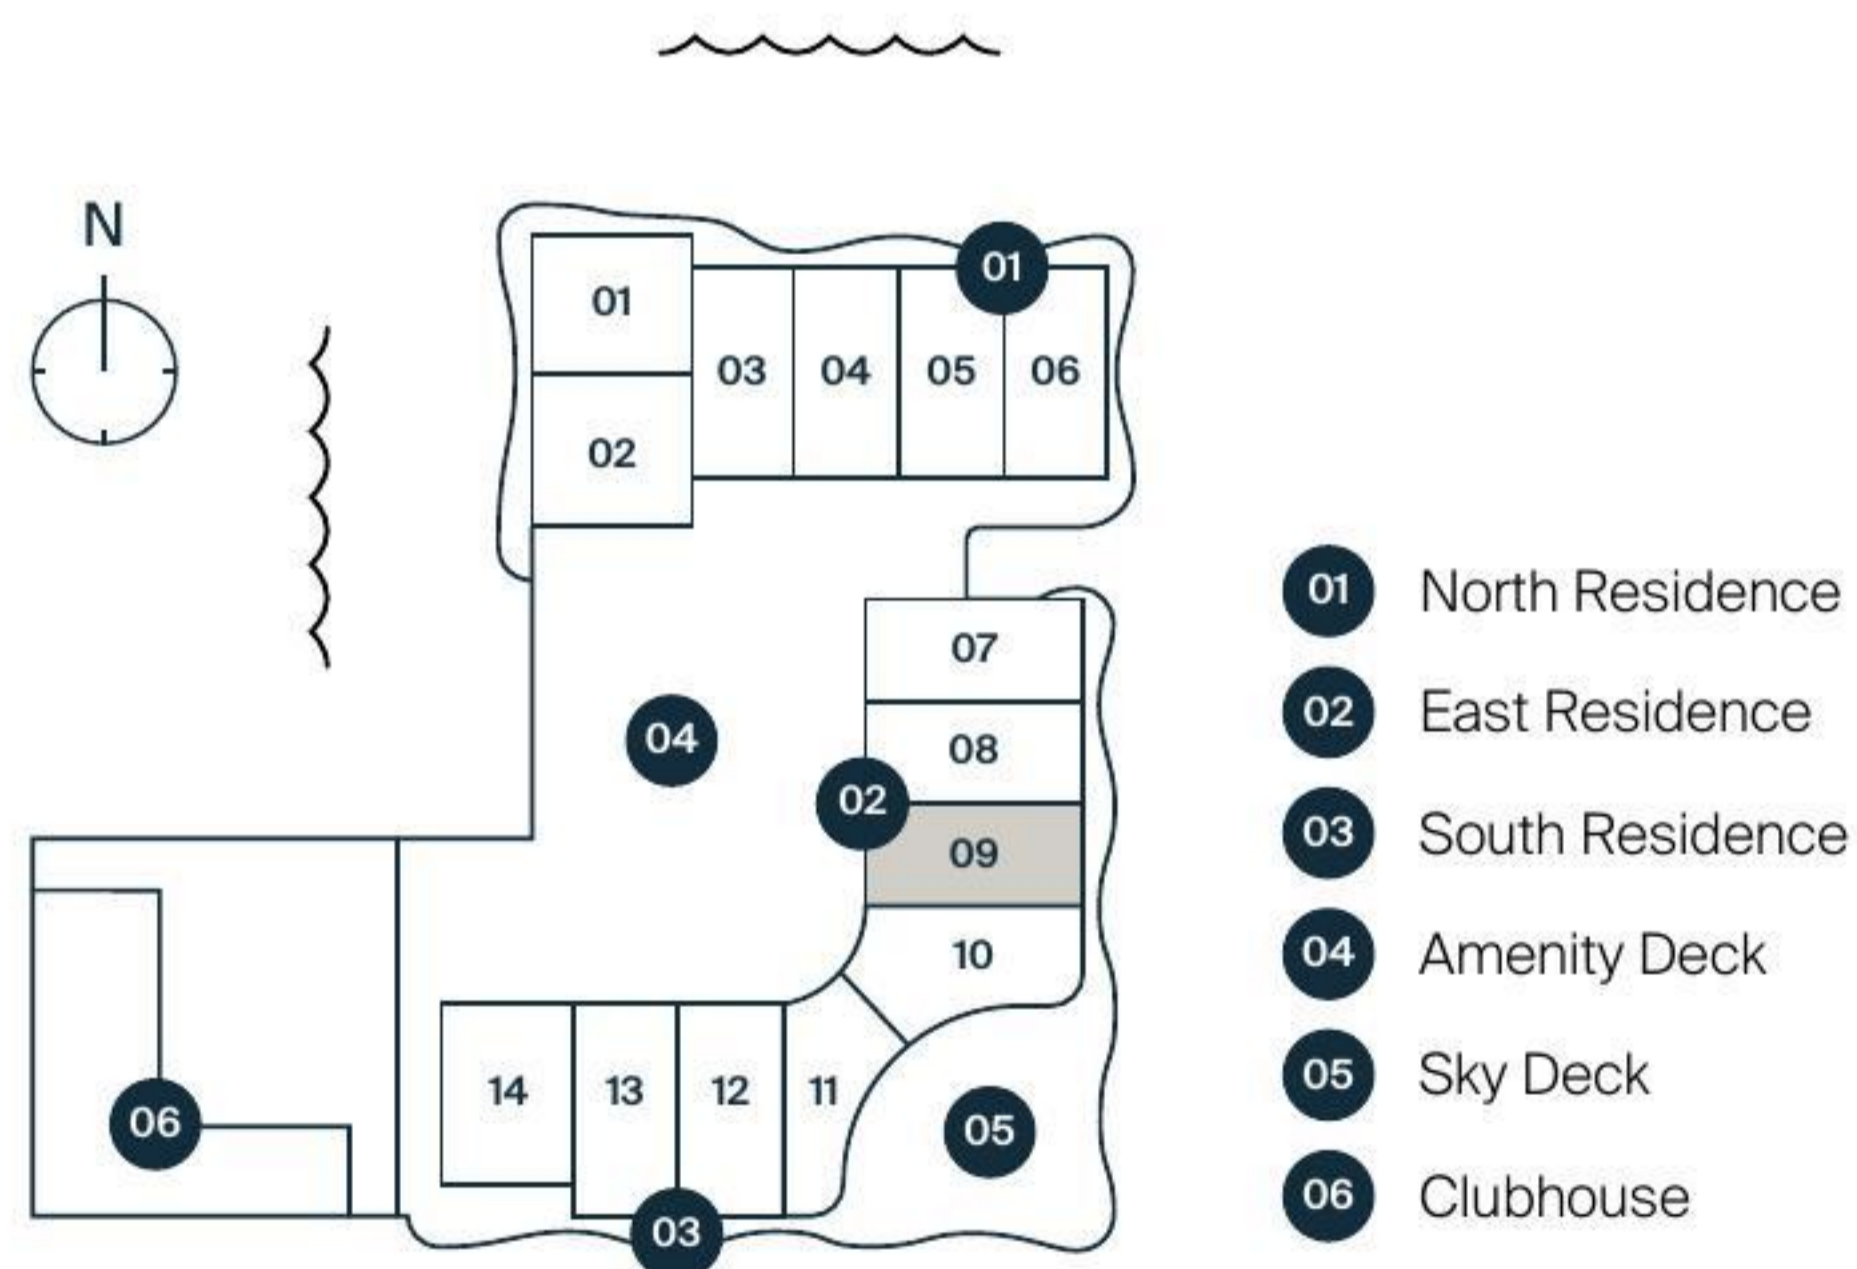 N
01
01
03
04
05
06
02
07
04
08
02
09
10
14
13
12
11
06
05
03
01 North Residence
02 East Residence
03 South Residence
04 Amenity Deck
05 Sky Deck
06 Clubhouse